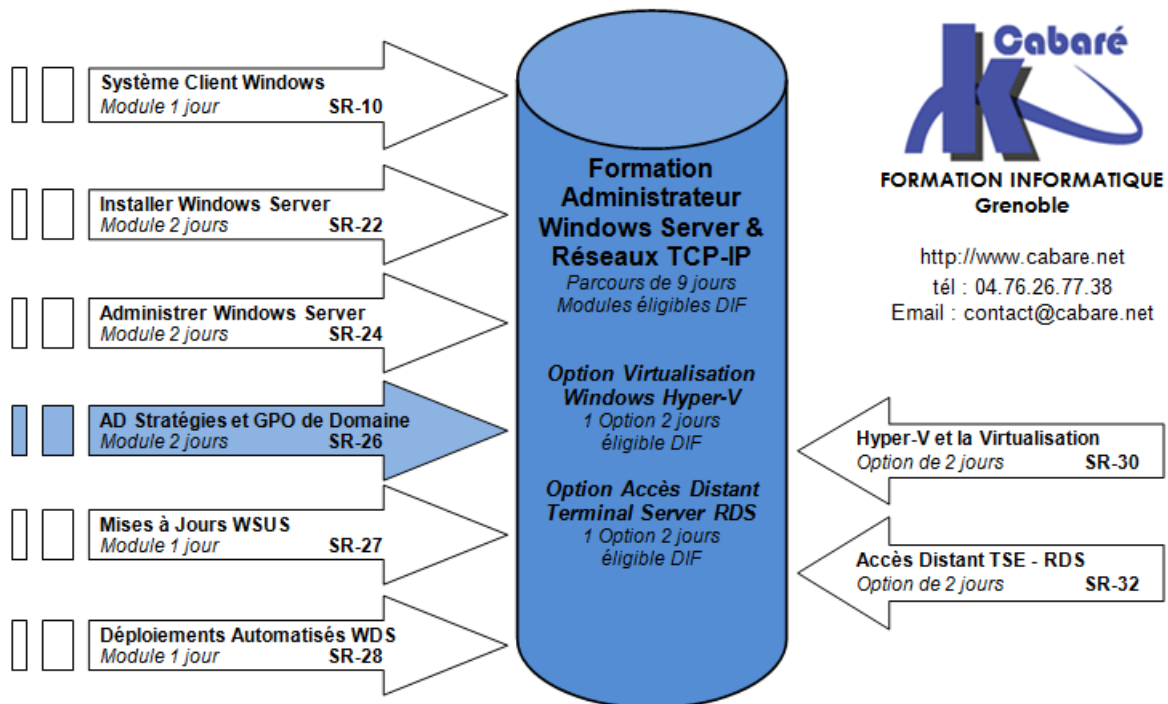 Système Client Windows
Module 1 jour SR-10
Installer Windows Server
Module 2 jours SR-22
Administrer Windows Server
Module 2 jours SR-24
AD Stratégies et GPO de Domaine
Module 2 jours SR-26
Mises à Jours WSUS
Module 1 jour SR-27
Déploiements Automatisés WDS
Module 1 jour SR-28
Formation
Administrateur
Windows Server &
Réseaux TCP-IP
Parcours de 9 jours
Modules éligibles DIF
Option Virtualisation
Windows Hyper-V
1 Option 2 jours
éligible DIF
Option Accès Distant
Terminal Server RDS
1 Option 2 jours
éligible DIF
Cabaré
FORMATION INFORMATIQUE
Grenoble
http://www.cabare.net
tél : 04.76.26.77.38
Email : contact@cabare.net
Hyper-V et la Virtualisation
Option de 2 jours SR-30
Accès Distant TSE - RDS
Option de 2 jours SR-32